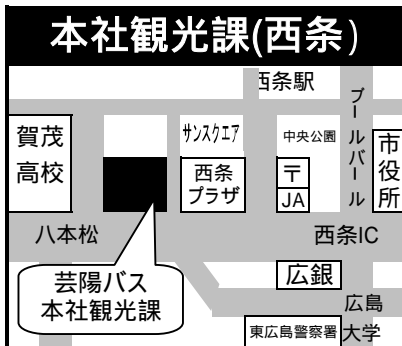 本社観光課(西条)
西条駅
ブールバール
賀茂
高校
サンスクエア
中央公園
市役所
西条
プラザ
〒
JA
八本松
西条IC
芸陽バス
本社観光課
広銀
広島
大学
東広島警察署